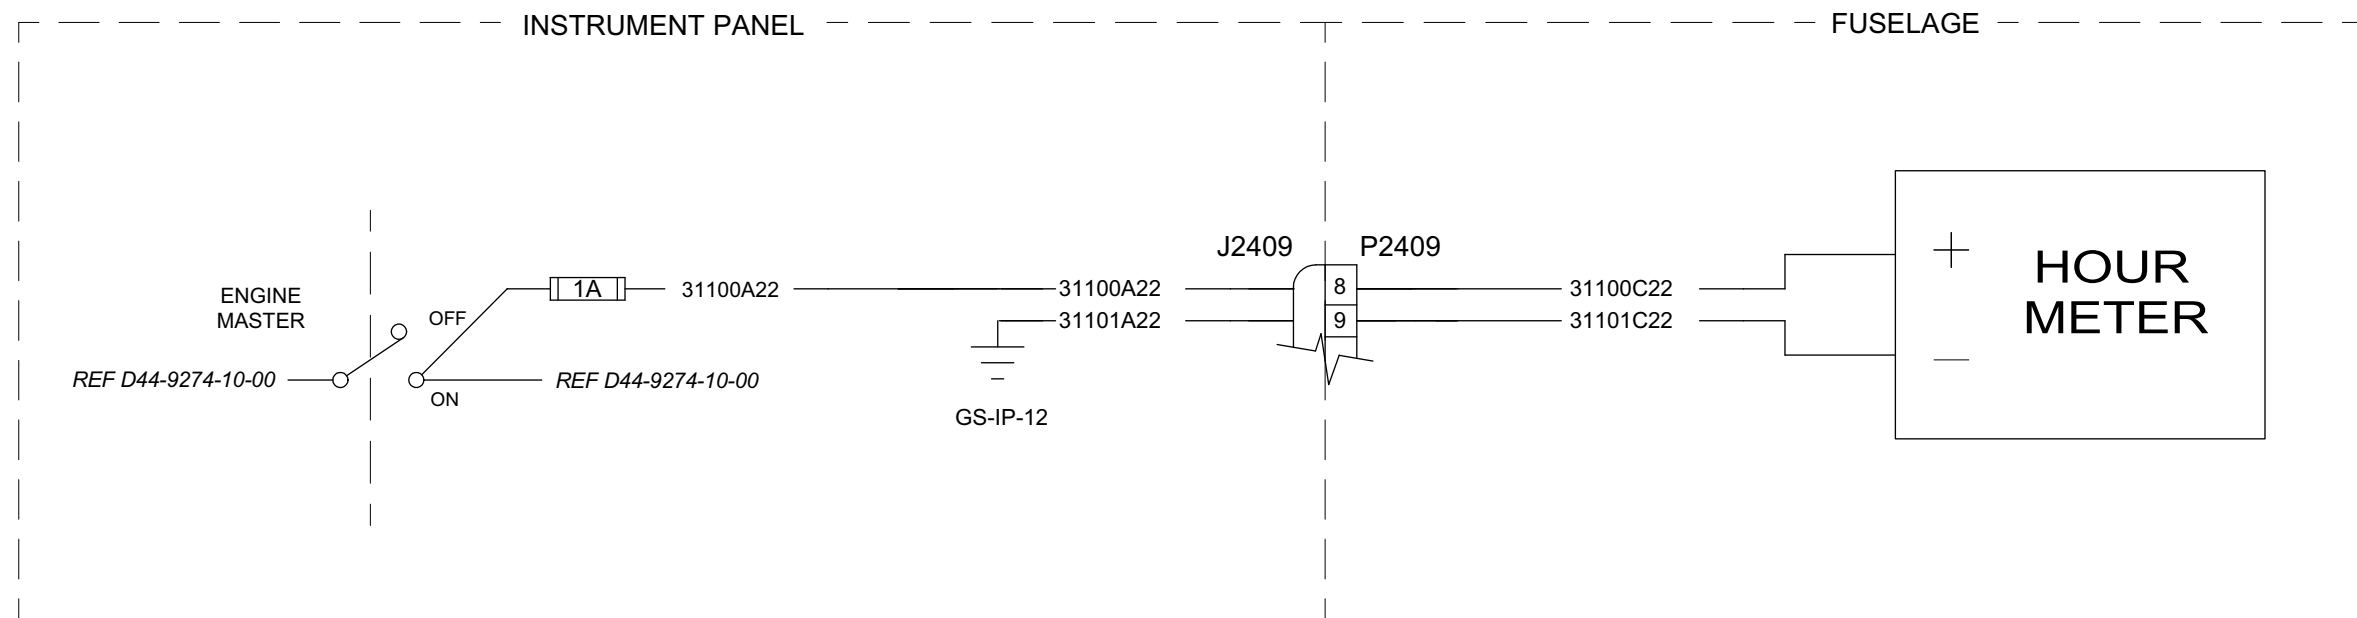 INSTRUMENT PANEL
FUSELAGE
J2409
P2409
ENGINE
MASTER
OFF
1A
31100A22
31100A22
8
31100C22
31101A22
9
31101C22
+
HOUR
METER
—
REF D44-9274-10-00
REF D44-9274-10-00
ON
GS-IP-12